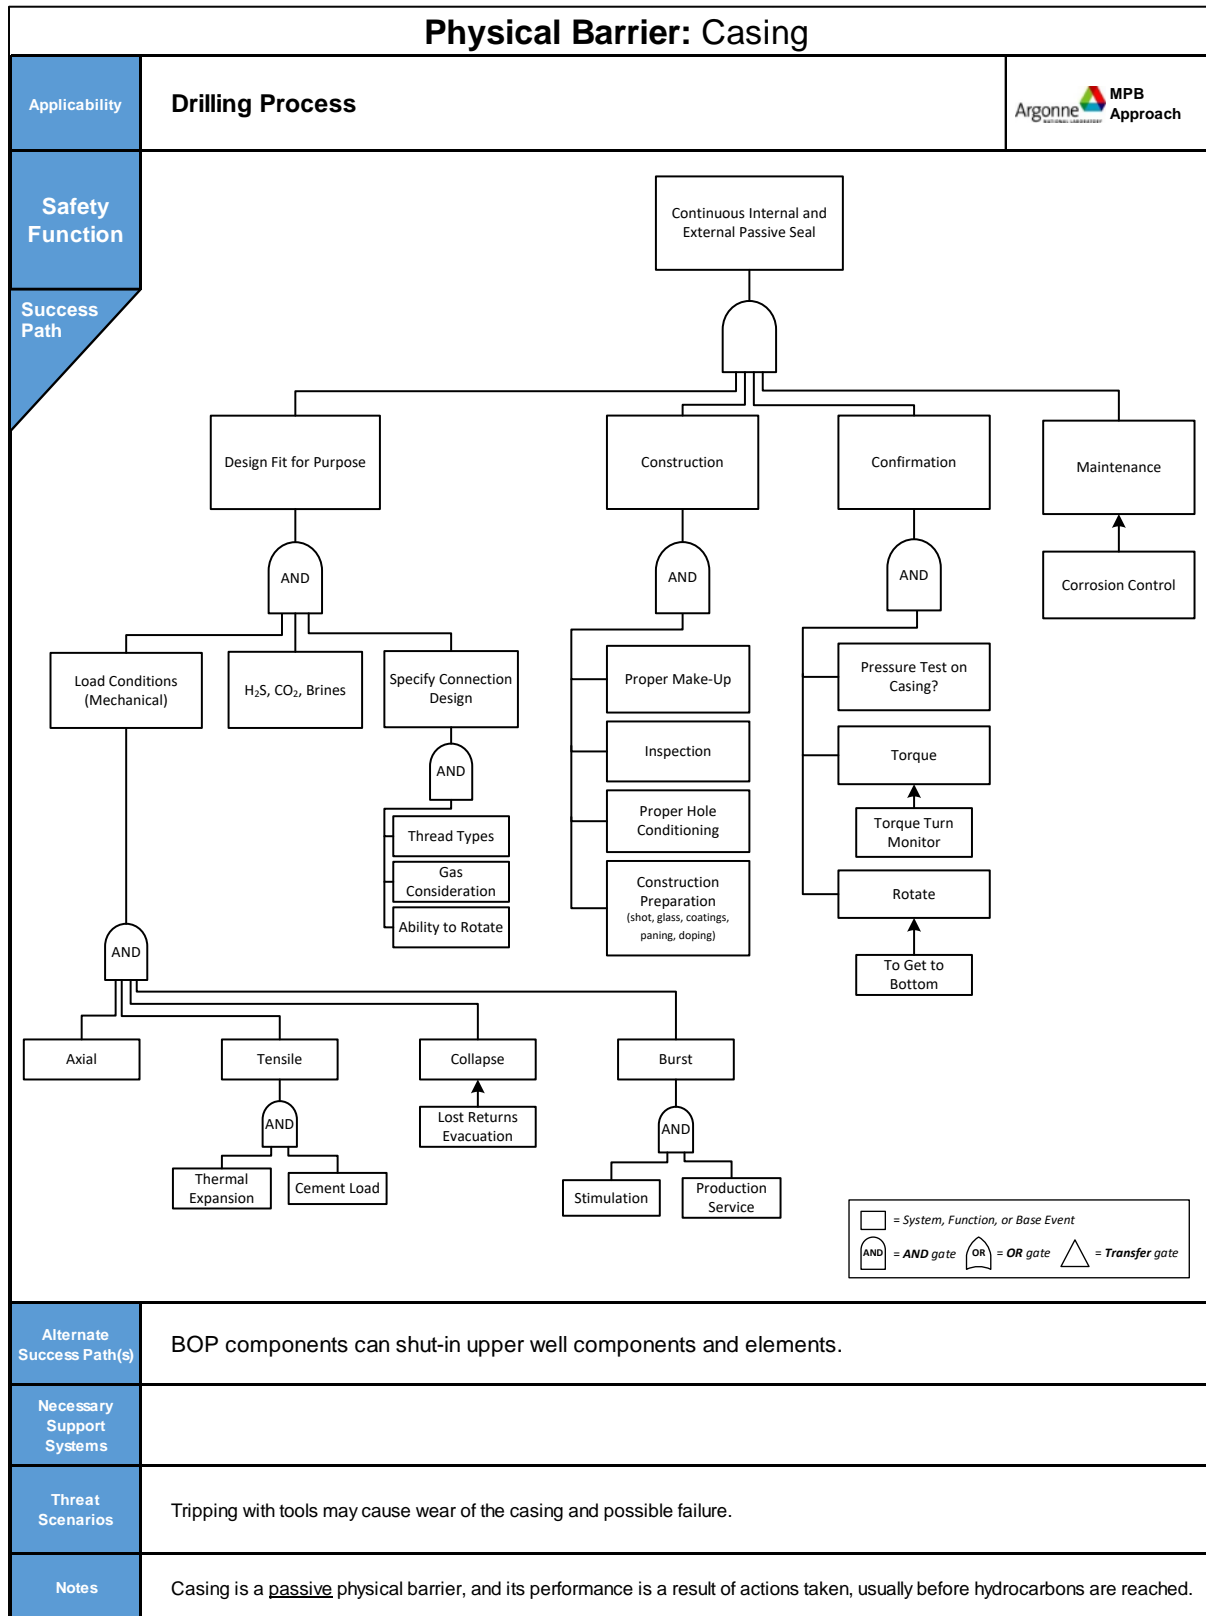 Physical Barrier: Casing
Applicability
Drilling Process
Argonne
NATIONAL LABORATORY
MPB
Approach
Safety
Function
Success
Path
Continuous Internal and
External Passive Seal
Design Fit for Purpose
Construction
Confirmation
Maintenance
AND
AND
AND
Corrosion Control
Load Conditions
(Mechanical)
H₂S, CO₂, Brines
Specify Connection
Design
Proper Make-Up
Pressure Test on
Casing?
AND
Inspection
Torque
Thread Types
Proper Hole
Conditioning
Torque Turn
Monitor
Gas
Consideration
Construction
Preparation
(shot, glass, coatings,
paning, doping)
Rotate
Ability to Rotate
AND
To Get to
Bottom
Axial
Tensile
Collapse
Burst
AND
Lost Returns
Evacuation
AND
Thermal
Expansion
Cement Load
Stimulation
Production
Service
= System, Function, or Base Event
AND = AND gate OR = OR gate = Transfer gate
Alternate
Success Path(s)
BOP components can shut-in upper well components and elements.
Necessary
Support
Systems
Threat
Scenarios
Tripping with tools may cause wear of the casing and possible failure.
Notes
Casing is a passive physical barrier, and its performance is a result of actions taken, usually before hydrocarbons are reached.